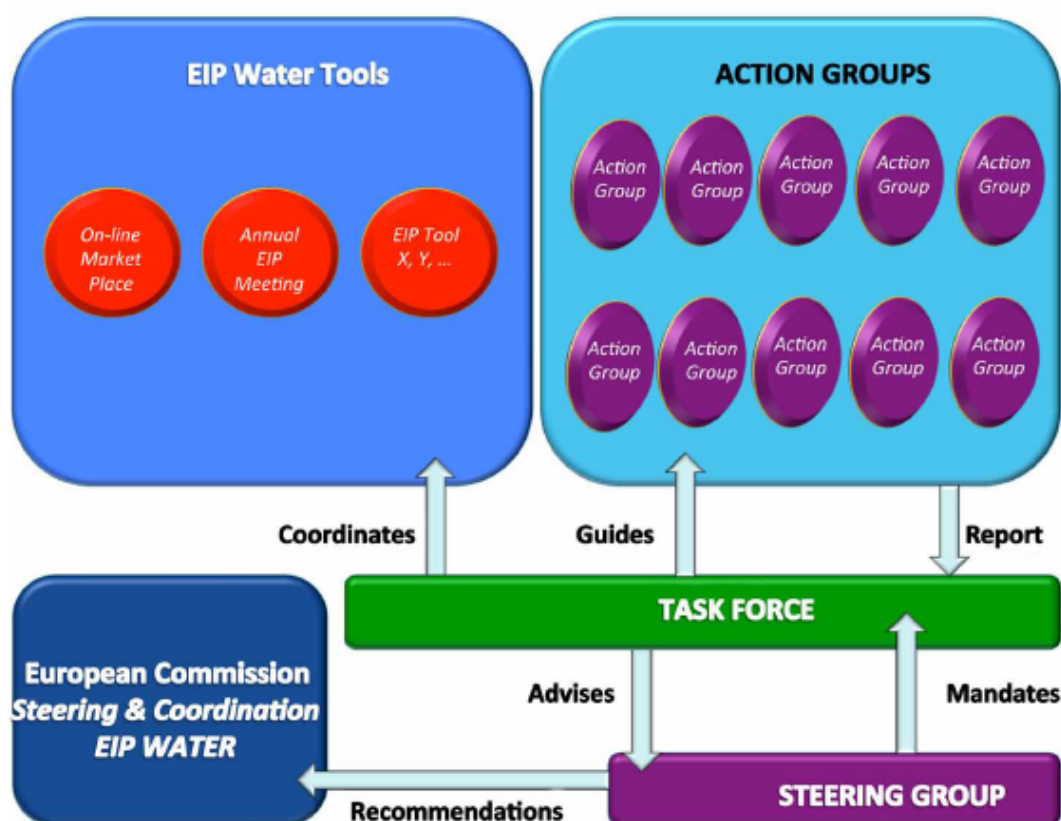 EIP Water Tools
On-line
Market
Place
Annual
EIP
Meeting
EIP Tool
X, Y, ...
ACTION GROUPS
Action
Group
Action
Group
Action
Group
Action
Group
Action
Group
Action
Group
Action
Group
Action
Group
Action
Group
Action
Group
Coordinates
Guides
Report
TASK FORCE
European Commission
Steering & Coordination
EIP WATER
Advises
Mandates
STEERING GROUP
Recommendations